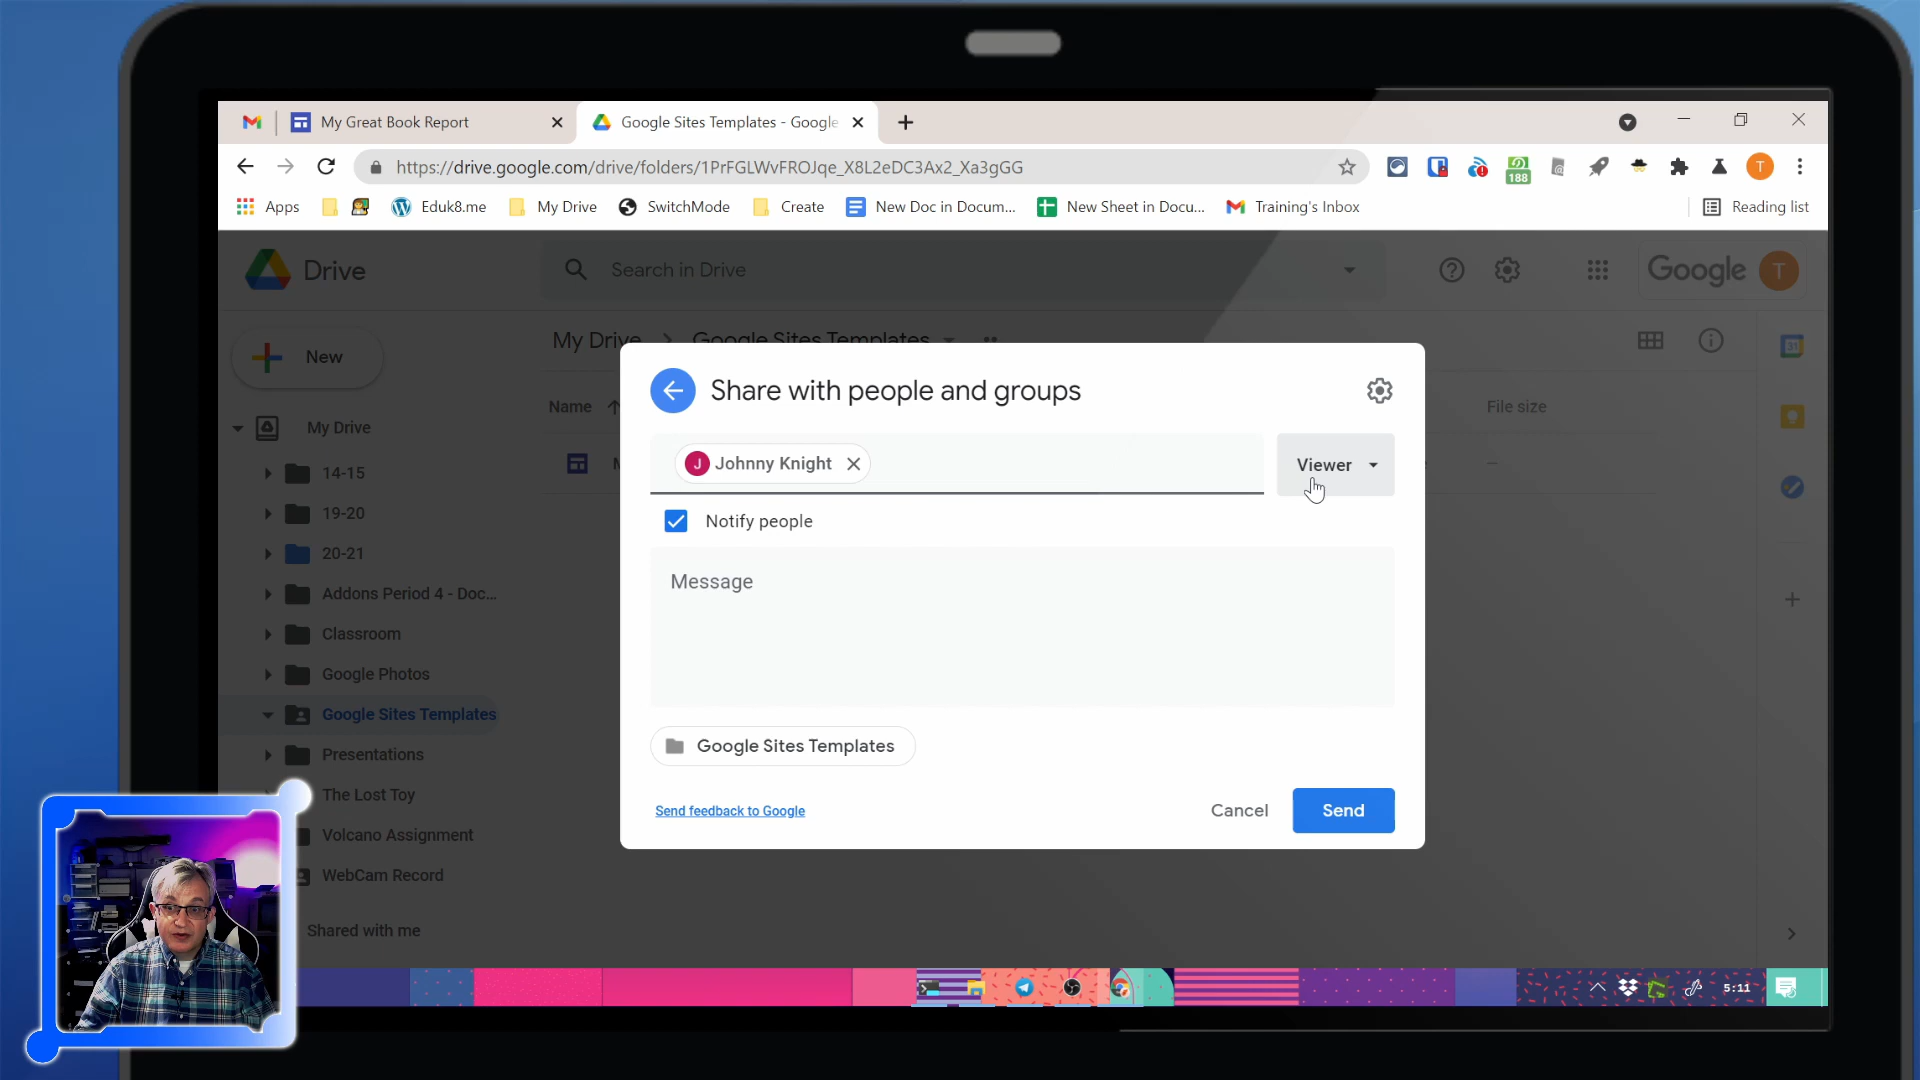 My Great Book Report
Google Sites Templates - Google
https://drive.google.com/drive/folders/1PrFGLWvFROJqe_X8L2eDC3Ax2_Xa3gGG
188
T
Apps
Eduk8.me
My Drive
SwitchMode
Create
New Doc in Docum...
New Sheet in Docu...
Training's Inbox
Reading list
Drive
Search in Drive
Google
T
New
My Drive
Google Sites Templates
31
Name
File size
My Drive
14-15
19-20
20-21
Addons Period 4 - Doc...
Classroom
Google Photos
Google Sites Templates
Presentations
The Lost Toy
Volcano Assignment
WebCam Record
Shared with me
Share with people and groups
J
Johnny Knight
Viewer
Notify people
Message
Google Sites Templates
Send feedback to Google
Cancel
Send
5:11